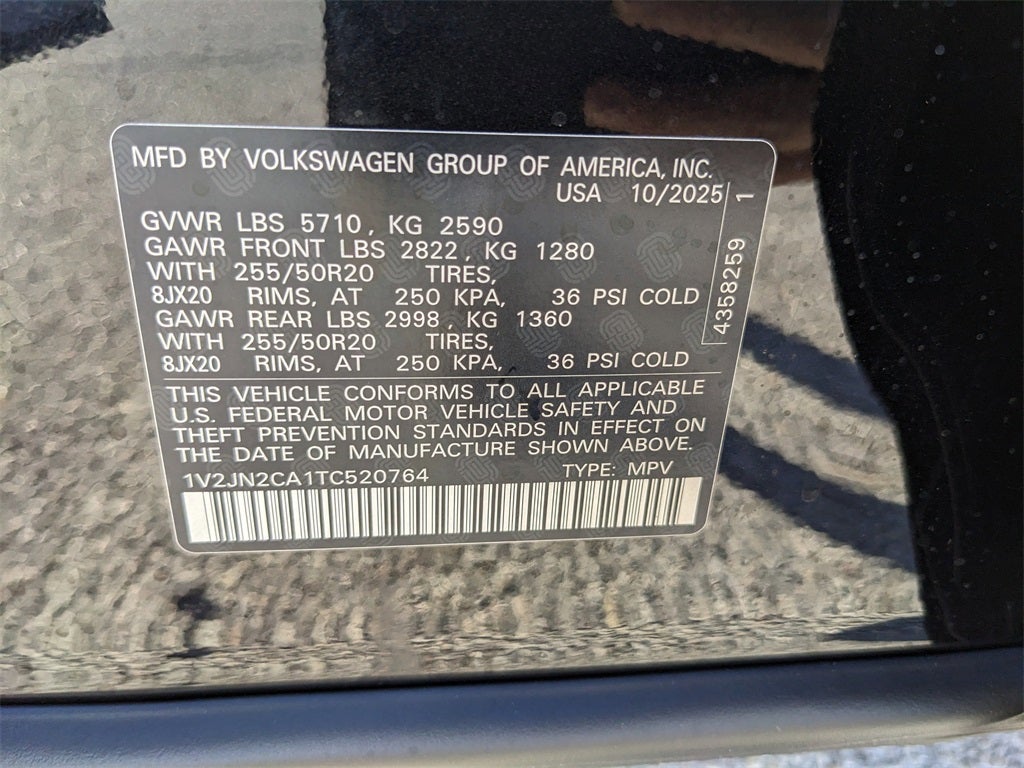 MFD BY VOLKSWAGEN GROUP OF AMERICA, INC.
USA 10/2025
GVWR LBS 5710, KG 2590
GAWR FRONT LBS 2822, KG 1280
WITH 255/50R20 TIRES,
8JX20 RIMS, AT 250 KPA, 36 PSI COLD
GAWR REAR LBS 2998, KG 1360
WITH 255/50R20 TIRES,
8JX20 RIMS, AT 250 KPA, 36 PSI COLD
4358259 1
THIS VEHICLE CONFORMS TO ALL APPLICABLE
U.S. FEDERAL MOTOR VEHICLE SAFETY AND
THEFT PREVENTION STANDARDS IN EFFECT ON
THE DATE OF MANUFACTURE SHOWN ABOVE.
1V2JN2CA1TC520764 TYPE: MPV